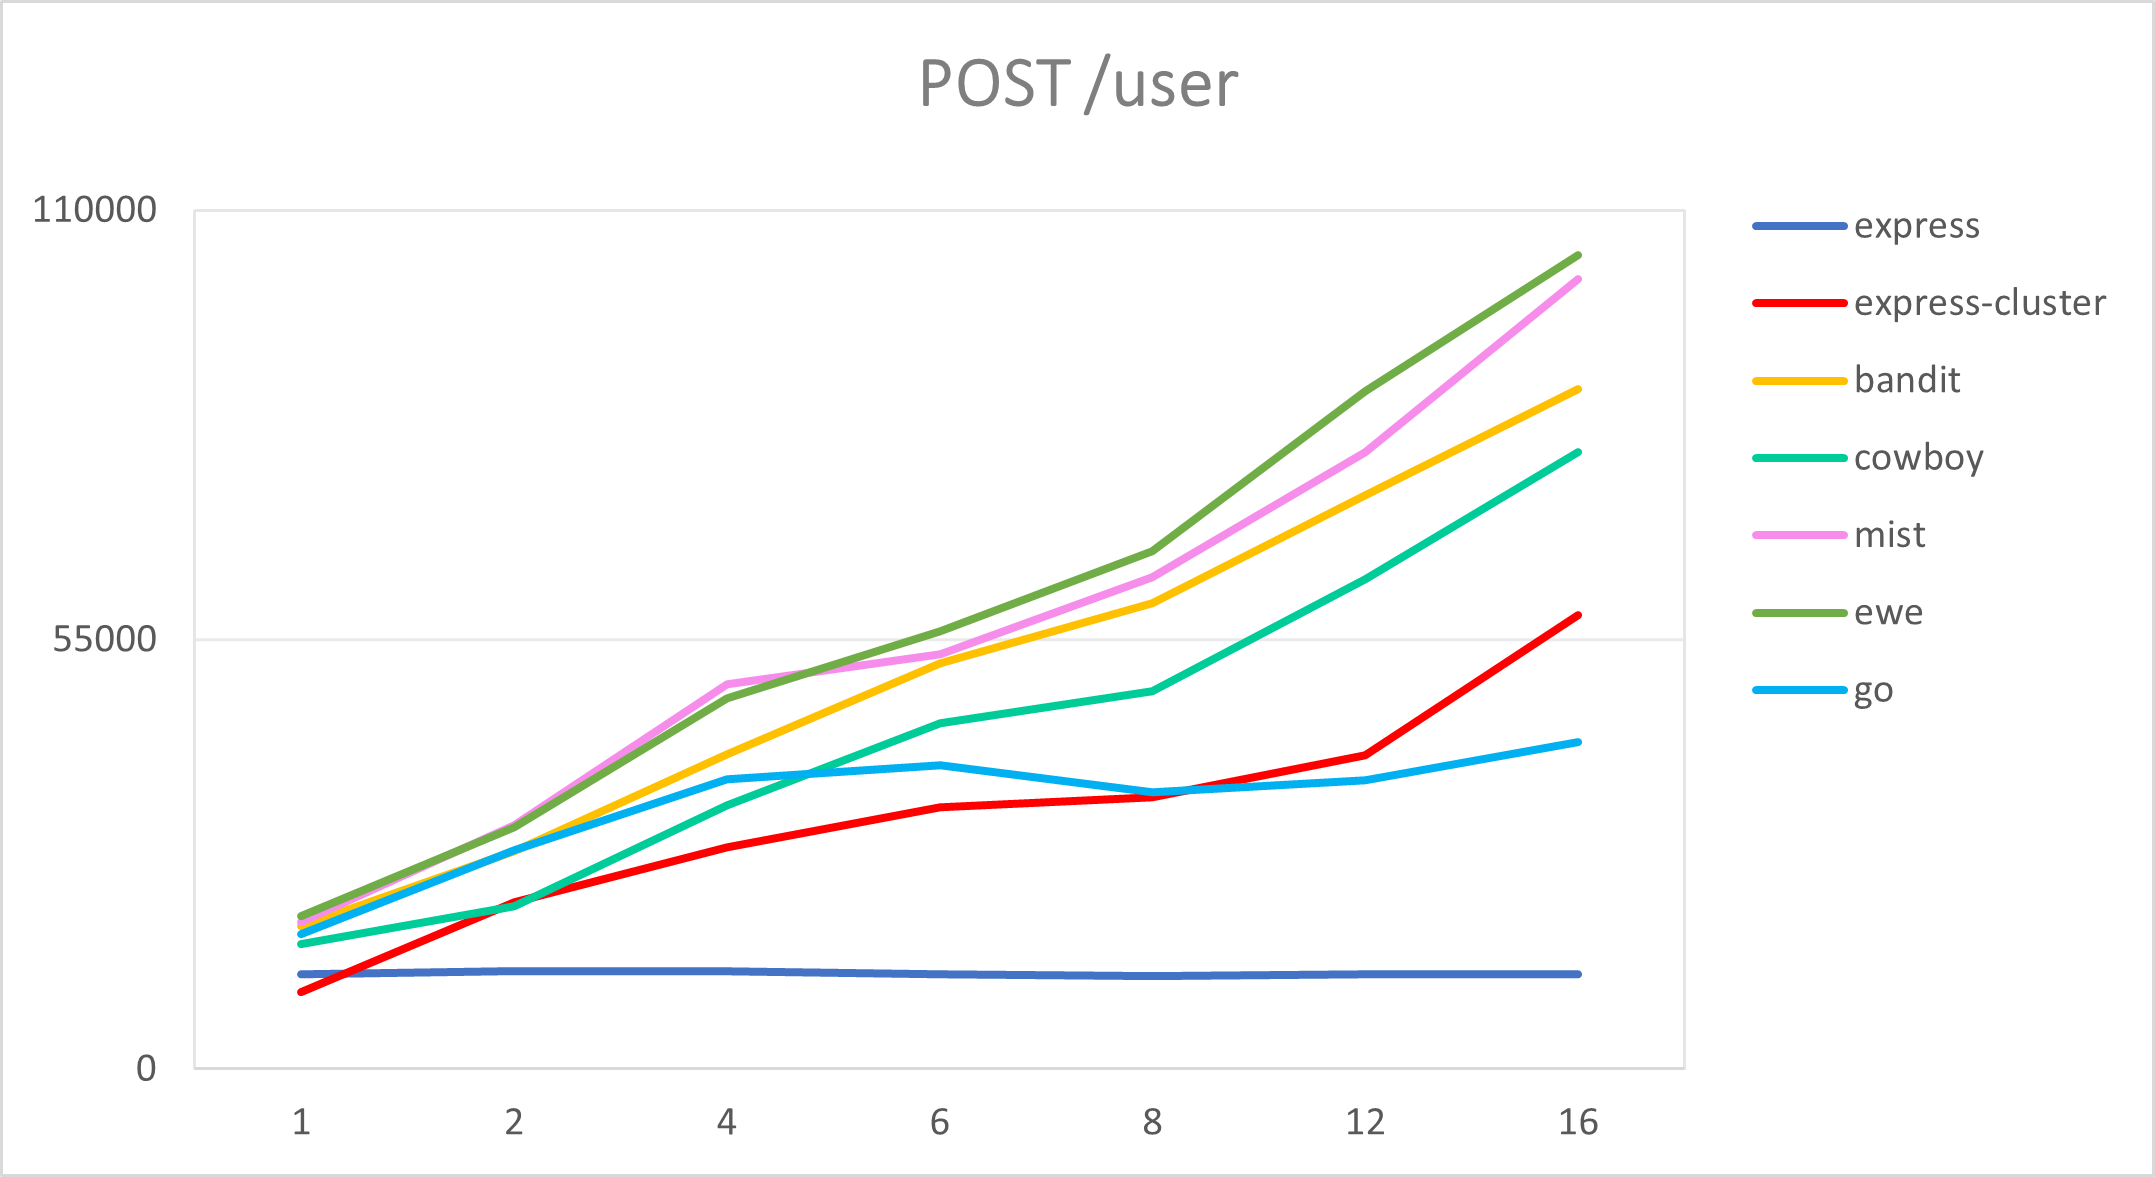 POST /user
110000
55000
0
1 2 4 6 8 12 16
express
express-cluster
bandit
cowboy
mist
ewe
go